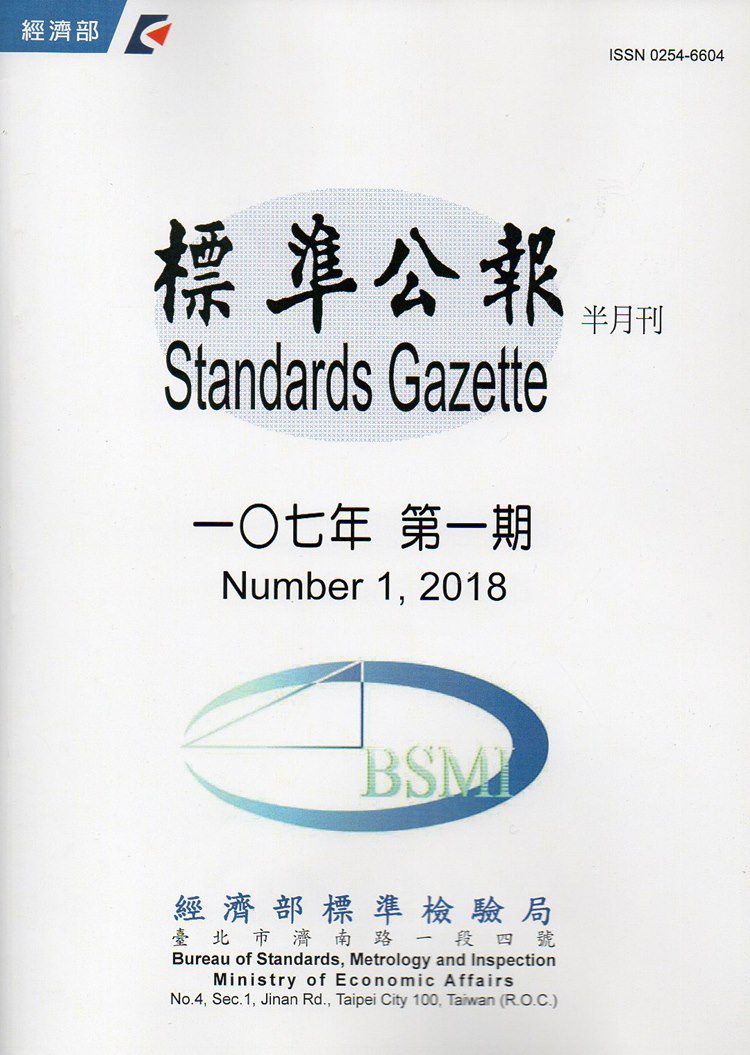 經濟部
ISSN 0254-6604
標準公報
半月刊
Standards Gazette
一〇七年 第一期
Number 1, 2018
BSMI
經濟部標準檢驗局
臺北市濟南路一段四號
Bureau of Standards, Metrology and Inspection
Ministry of Economic Affairs
No.4, Sec.1, Jinan Rd., Taipei City 100, Taiwan (R.O.C.)